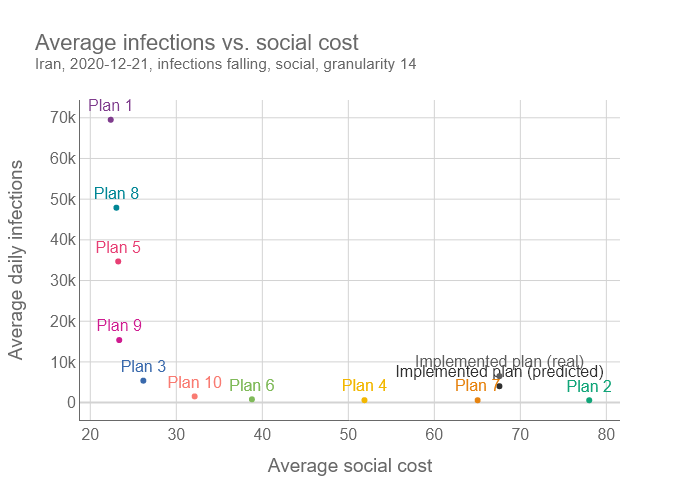 Average infections vs. social cost
Iran, 2020-12-21, infections falling, social, granularity 14
Average daily infections
70k
60k
50k
40k
30k
20k
10k
0
Plan 1
Plan 8
Plan 5
Plan 9
Plan 3
Plan 10
Plan 6
Plan 4
Plan 7
Plan 2
Implemented plan (real)
Implemented plan (predicted)
20 30 40 50 60 70 80
Average social cost